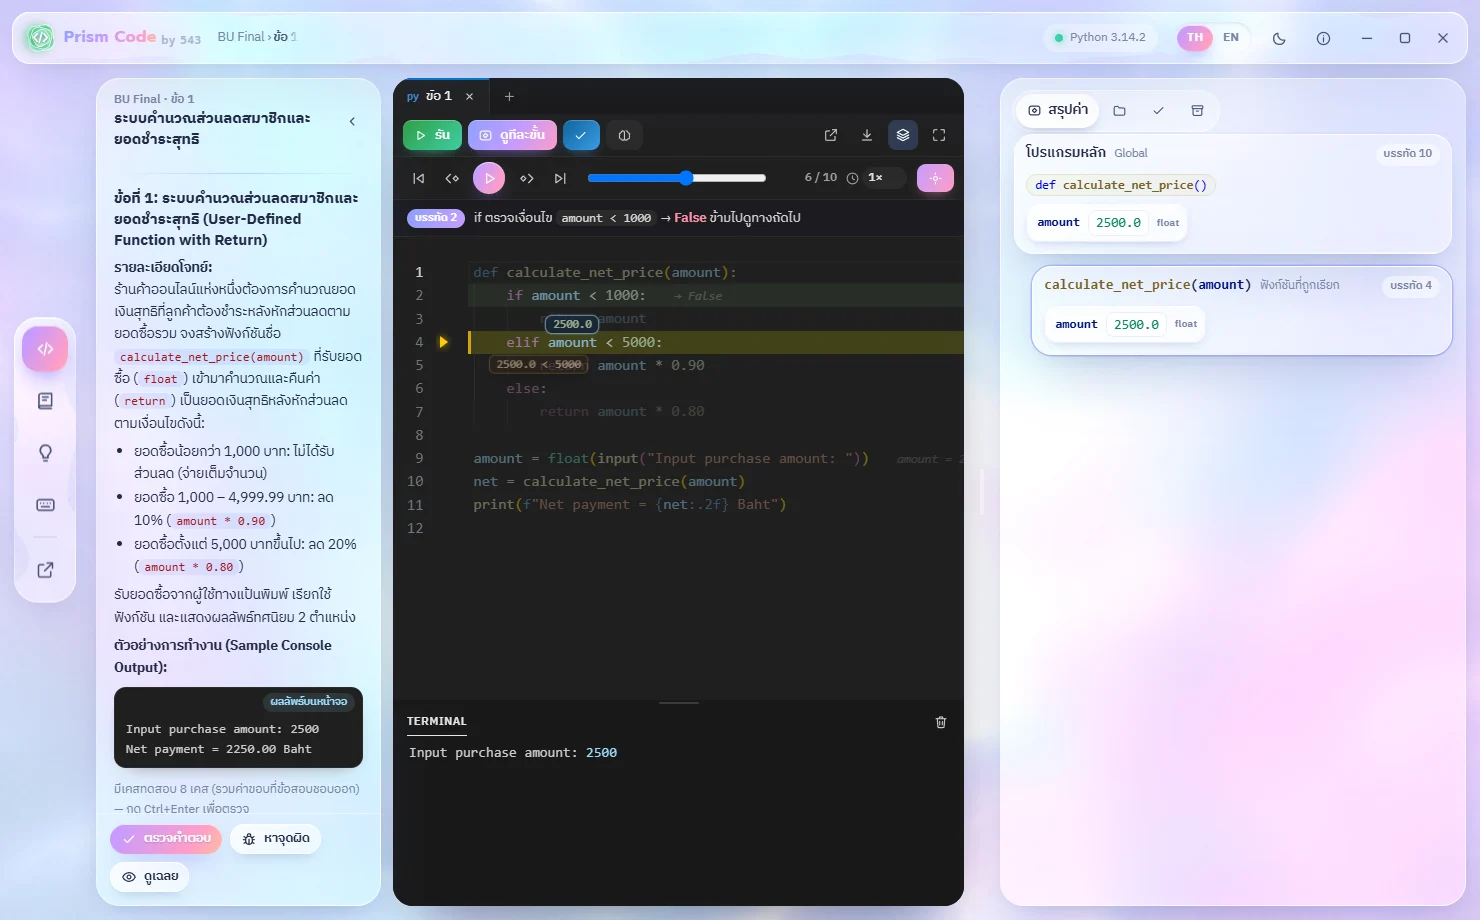 Prism Code by 543
BU Final › ข้อ 1
Python 3.14.2
TH EN
BU Final · ข้อ 1
ระบบคำนวณส่วนลดสมาชิกและ
ยอดชำระสุทธิ
ข้อที่ 1: ระบบคำนวณส่วนลดสมาชิกและ
ยอดชำระสุทธิ (User-Defined
Function with Return)
รายละเอียดโจทย์:
ร้านค้าออนไลน์แห่งหนึ่งต้องการคำนวณยอด
เงินสุทธิที่ลูกค้าต้องชำระหลังหักส่วนลดตาม
ยอดซื้อรวม จงสร้างฟังก์ชันชื่อ
calculate_net_price(amount) ที่รับยอด
ซื้อ ( float ) เข้ามาคำนวณและคืนค่า
( return ) เป็นยอดเงินสุทธิหลังหักส่วนลด
ตามเงื่อนไขดังนี้:
• ยอดซื้อน้อยกว่า 1,000 บาท: ไม่ได้รับ
ส่วนลด (จ่ายเต็มจำนวน)
• ยอดซื้อ 1,000 – 4,999.99 บาท: ลด
10% ( amount * 0.90 )
• ยอดซื้อตั้งแต่ 5,000 บาทขึ้นไป: ลด 20%
( amount * 0.80 )
รับยอดซื้อจากผู้ใช้ทางแป้นพิมพ์ เรียกใช้
ฟังก์ชัน และแสดงผลลัพธ์ทศนิยม 2 ตำแหน่ง
ตัวอย่างการทำงาน (Sample Console
Output):
ผลลัพธ์บนหน้าจอ
Input purchase amount: 2500
Net payment = 2250.00 Baht
มีเคสทดสอบ 8 เคส (รวมค่าขอบที่ข้อสอบชอบออก)
— กด Ctrl+Enter เพื่อตรวจ
ตรวจคำตอบ
หาจุดผิด
ดูเฉลย
py ข้อ 1
รัน
ดูทีละขั้น
6 / 10
1×
บรรทัด 2 if ตรวจเงื่อนไข amount < 1000 → False ข้ามไปดูทางถัดไป
1 def calculate_net_price(amount):
2 if amount < 1000: → False
3 amount
2500.0
4 elif amount < 5000:
2500.0 < 5000
5 amount * 0.90
6 else:
7 return amount * 0.80
8
9 amount = float(input("Input purchase amount: ")) amount = 2
10 net = calculate_net_price(amount)
11 print(f"Net payment = {net:.2f} Baht")
12
TERMINAL
Input purchase amount: 2500
สรุปค่า
โปรแกรมหลัก Global
บรรทัด 10
def calculate_net_price()
amount 2500.0 float
calculate_net_price(amount) ฟังก์ชันที่ถูกเรียก
บรรทัด 4
amount 2500.0 float